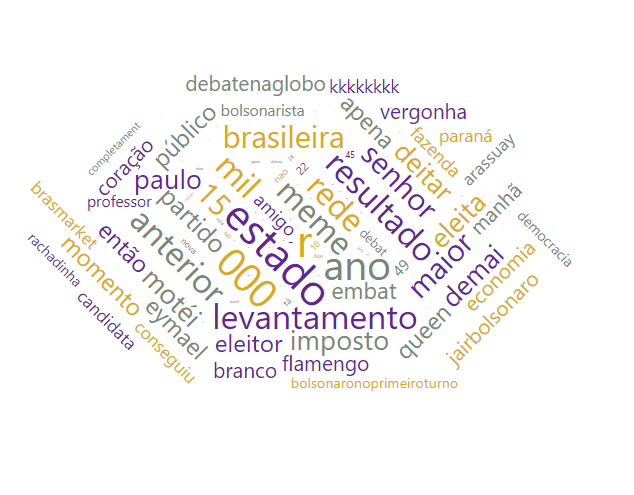 debatenaglobo kkkkkkkk
bolsonarista
apena
vergonha
público
brasileira
fazenda
paraná
completament
coração
deitar
arassuay
senhor
resultado
22
45
nao
mil
rede
paulo
professor
15
meme
amigo
eleita
manhã
brasmarket
partido
estado
r
maior
democracia
anterior
nova
10
debat
49
economia
rachadinha
momento
então
000
ano
demai
motéi
embat
jairbolsonaro
candidata
eymael
tá
levantamento
queen
conseguiu
eleitor
imposto
branco
flamengo
bolsonaronoprimeiroturno